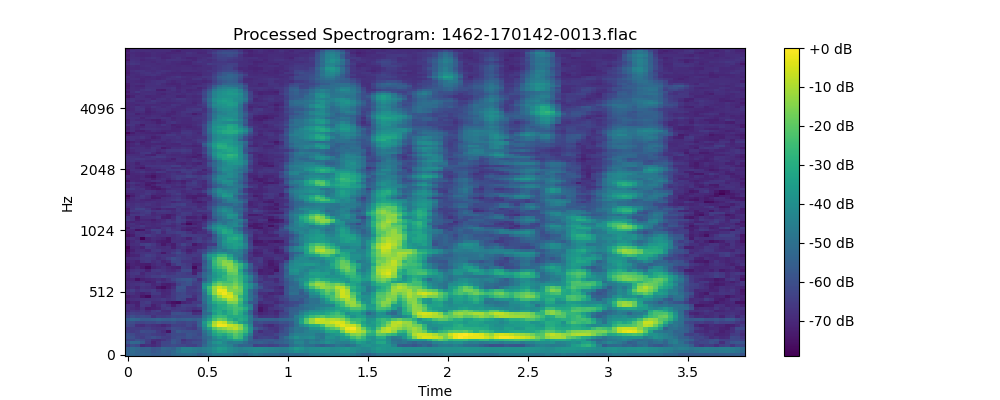 Processed Spectrogram: 1462-170142-0013.flac
Hz
4096
2048
1024
512
0
0
0.5
1
1.5
2
2.5
3
3.5
Time
+0 dB
-10 dB
-20 dB
-30 dB
-40 dB
-50 dB
-60 dB
-70 dB